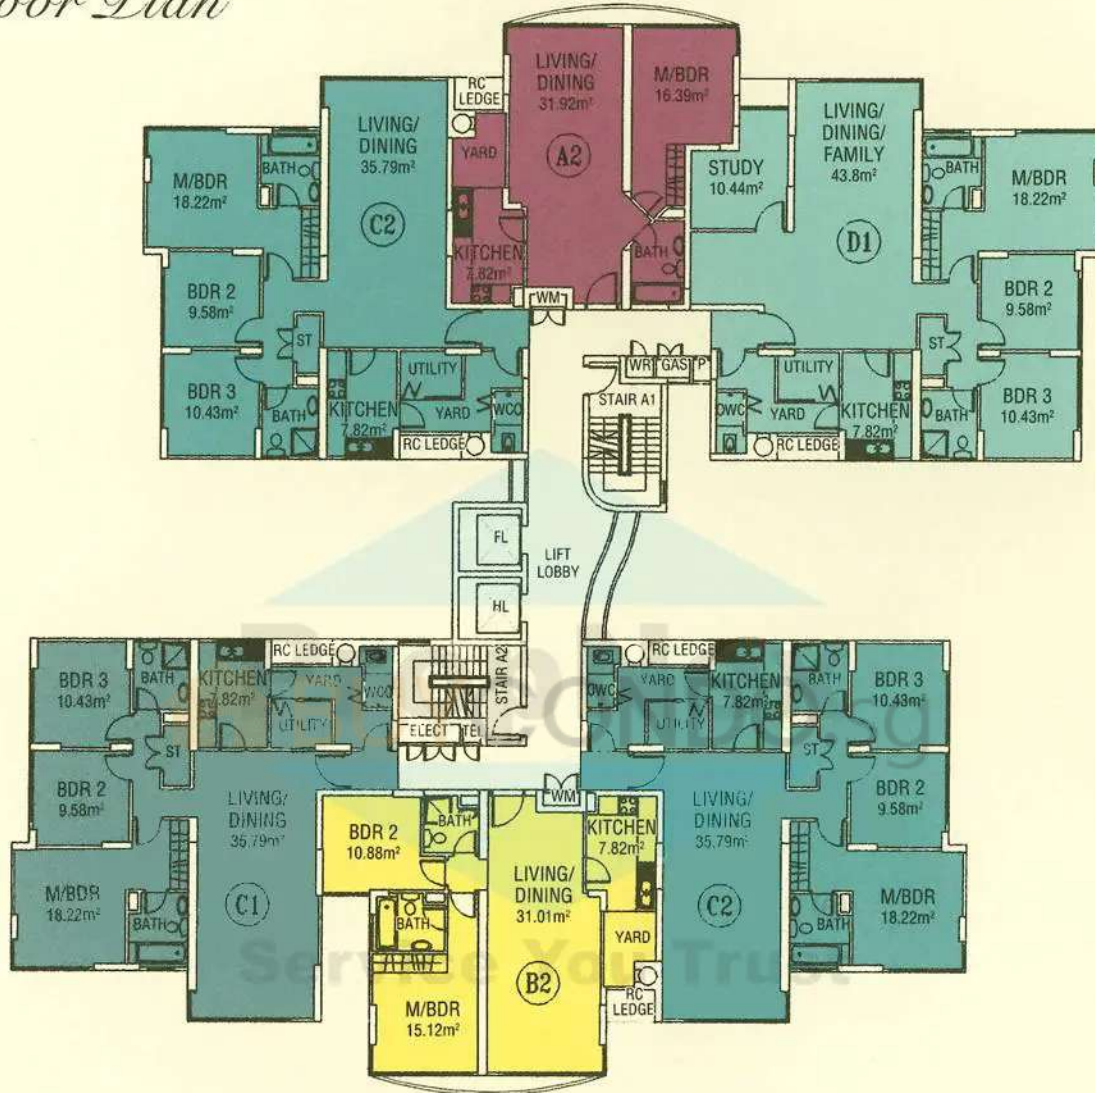 oor Plan
RC
LEDGE
LIVING/
DINING
31.92m²
A2
M/BDR
16.39m²
YARD
KITCHEN
7.82m²
BATH
WM
LIVING/
DINING
35.79m²
C2
BATH
M/BDR
18.22m²
BDR 2
9.58m²
ST
BDR 3
10.43m²
BATH
KITCHEN
7.82m²
UTILITY
YARD
RC LEDGE
STUDY
10.44m²
LIVING/
DINING/
FAMILY
43.8m²
D1
BATH
M/BDR
18.22m²
BDR 2
9.58m²
ST
BDR 3
10.43m²
BATH
UTILITY
YARD
KITCHEN
7.82m²
OWC
RC LEDGE
WR
GAS
P
STAIR A1
FL
LIFT
LOBBY
HL
STAIR A2
ELECT
TEL
BDR 3
10.43m²
BATH
KITCHEN
7.82m²
RC LEDGE
YARD
UTILITY
ST
BDR 2
9.58m²
LIVING/
DINING
35.79m²
M/BDR
18.22m²
BATH
C1
BDR 2
10.88m²
BATH
BATH
M/BDR
15.12m²
LIVING/
DINING
31.01m²
B2
WM
KITCHEN
7.82m²
YARD
RC
LEDGE
RC LEDGE
OWC
YARD
UTILITY
KITCHEN
7.82m²
BATH
BDR 3
10.43m²
ST
BDR 2
9.58m²
LIVING/
DINING
35.79m²
C2
BATH
M/BDR
18.22m²
Service You Trust